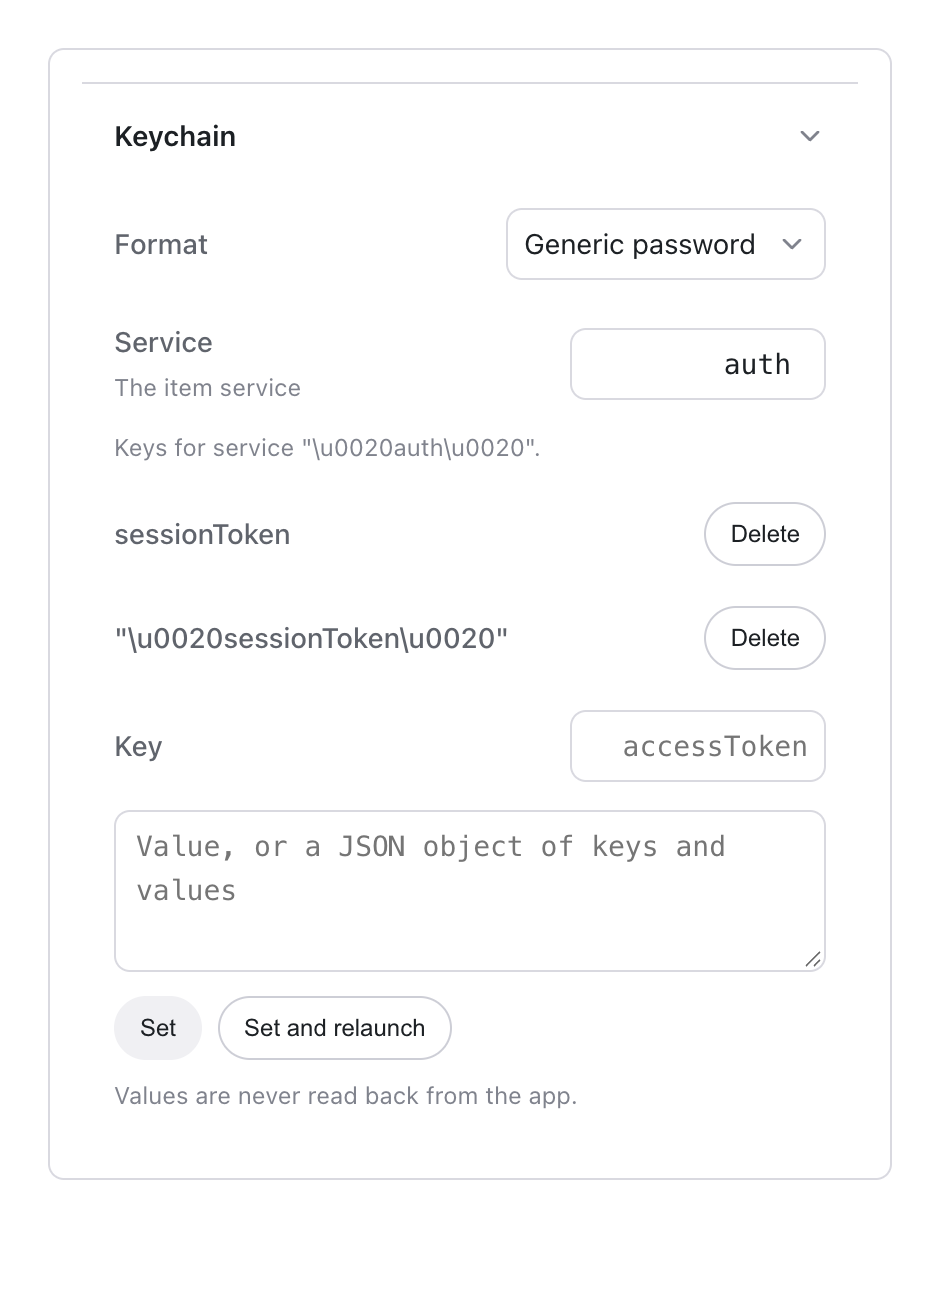 Keychain
Format
Generic password
Service
auth
The item service
Keys for service "\u0020auth\u0020".
sessionToken
Delete
"\u0020sessionToken\u0020"
Delete
Key
accessToken
Value, or a JSON object of keys and
values
Set
Set and relaunch
Values are never read back from the app.